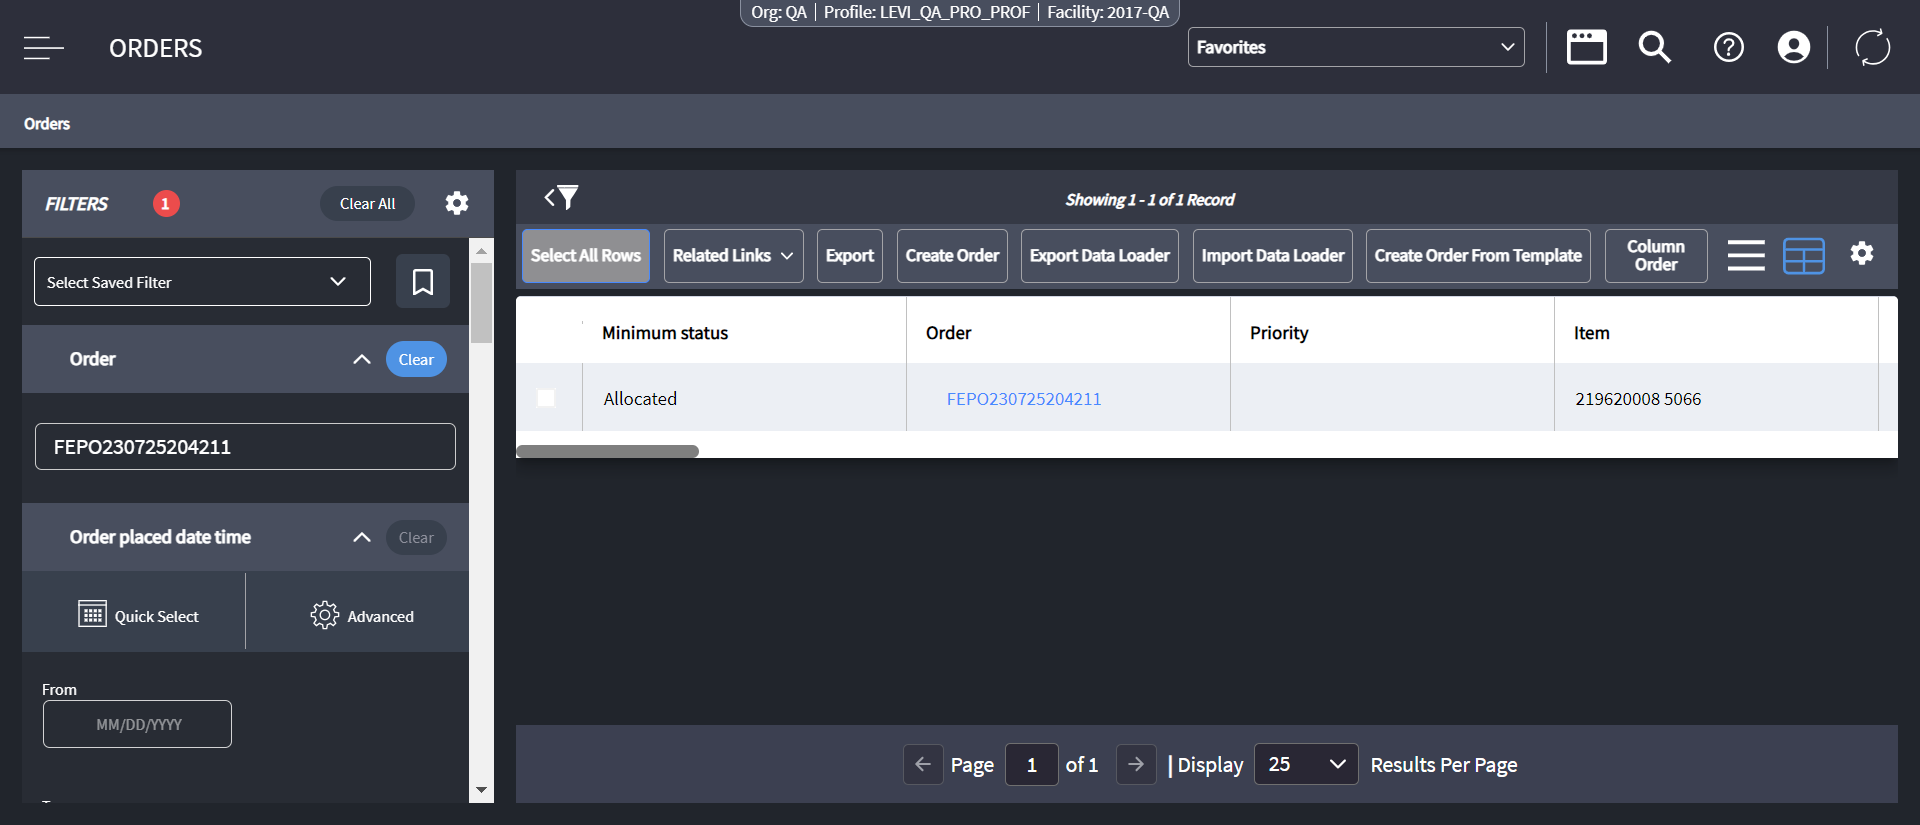 Org: QA | Profile: LEVI_QA_PRO_PROF | Facility: 2017-QA
ORDERS
Favorites
Orders
FILTERS 1 Clear All
Select Saved Filter
Order Clear
FEPO230725204211
Order placed date time Clear
Quick Select Advanced
From
MM/DD/YYYY
Showing 1 - 1 of 1 Record
Select All Rows Related Links Export Create Order Export Data Loader Import Data Loader Create Order From Template Column
Order
Minimum status Order Priority Item
Allocated FEPO230725204211 219620008 5066
Page 1 of 1 | Display 25 Results Per Page